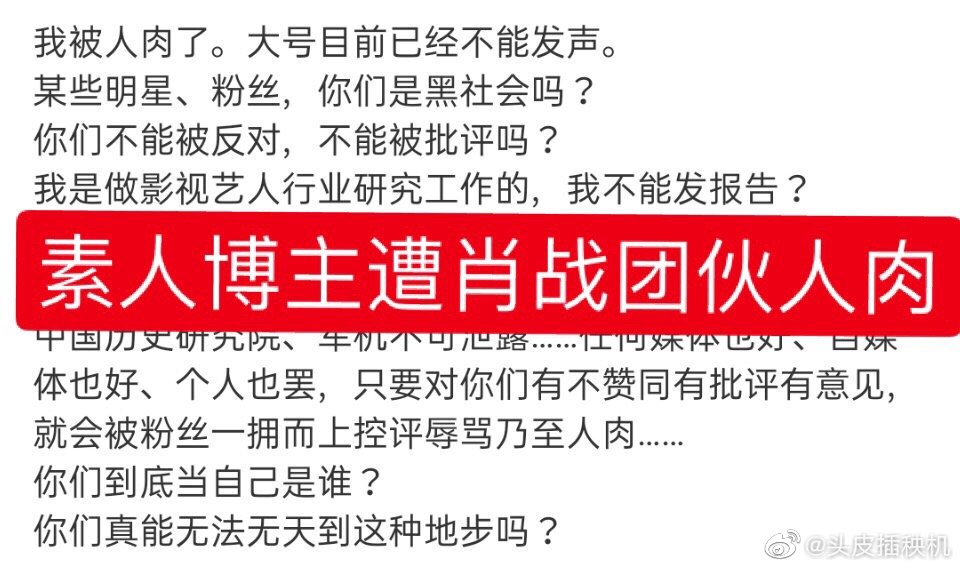 我被人肉了。大号目前已经不能发声。
某些明星、粉丝，你们是黑社会吗？
你们不能被反对，不能被批评吗？
我是做影视艺人行业研究工作的，我不能发报告？
素人博主遭肖战团伙人肉
中国历史研究院、军机不可泄露……任何媒体也好、自媒
体也好、个人也罢，只要对你们有不赞同有批评有意见，
就会被粉丝一拥而上控评辱骂乃至人肉……
你们到底当自己是谁？
你们真能无法无天到这种地步吗？
@头皮插秧机